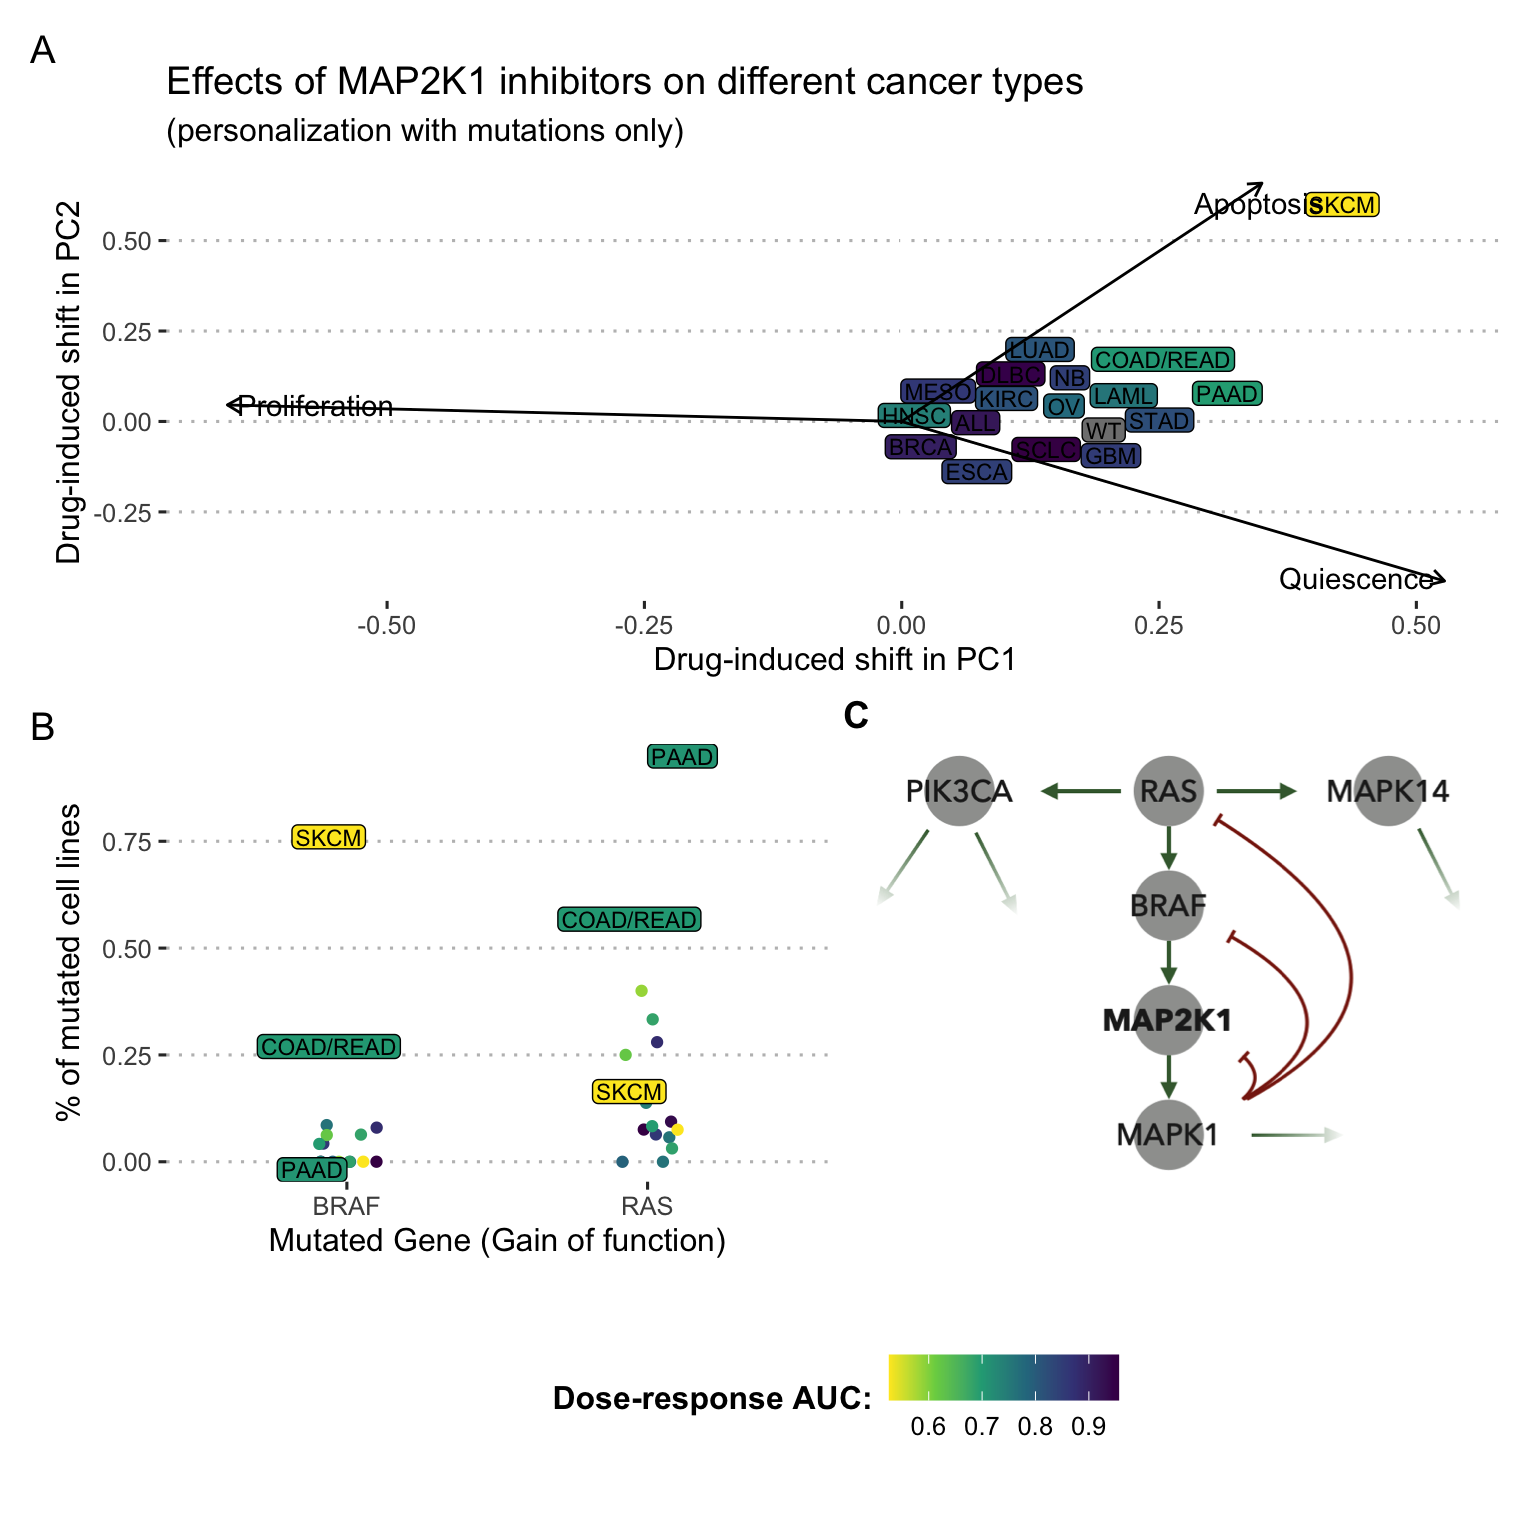 A
Effects of MAP2K1 inhibitors on different cancer types
(personalization with mutations only)
Drug-induced shift in PC2
0.50
0.25
0.00
-0.25
Apoptosis
SKCM
LUAD
COAD/READ
DLBC
NB
MESO
KIRC
LAML
PAAD
Proliferation
OV
HNSC
ALL
STAD
WT
BRCA
SCLC
GBM
ESCA
Quiescence
-0.50
-0.25
0.00
0.25
0.50
Drug-induced shift in PC1
B
% of mutated cell lines
0.75
0.50
0.25
0.00
PAAD
SKCM
COAD/READ
COAD/READ
SKCM
PAAD
BRAF
RAS
Mutated Gene (Gain of function)
C
PIK3CA
RAS
MAPK14
BRAF
MAP2K1
MAPK1
Dose-response AUC:
0.6
0.7
0.8
0.9